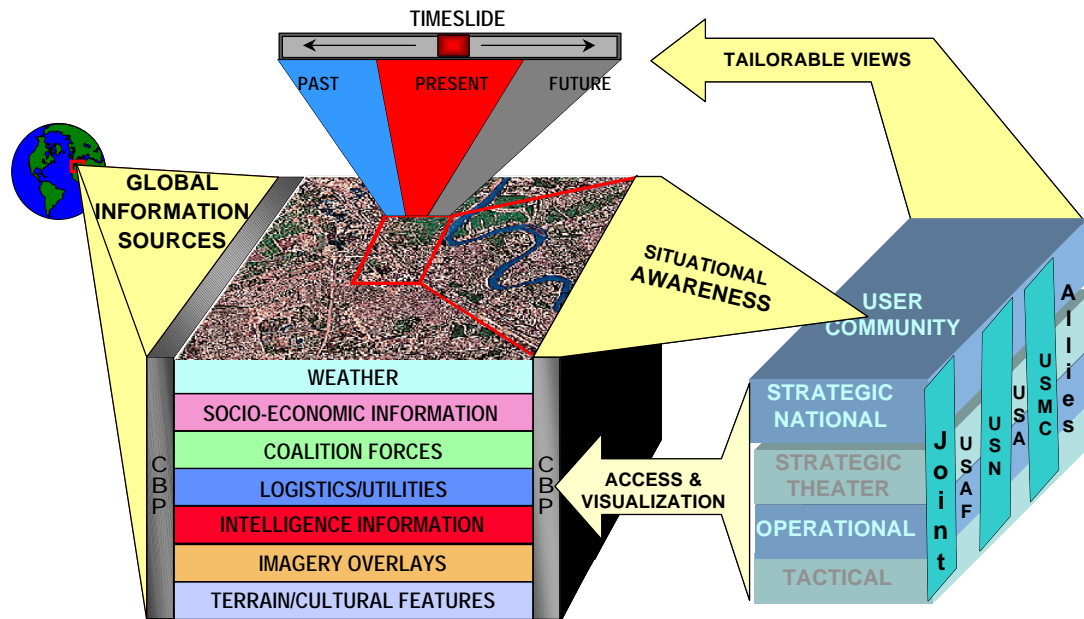 TIMESLIDE
PAST
PRESENT
FUTURE
TAILORABLE VIEWS
GLOBAL
INFORMATION
SOURCES
SITUATIONAL
AWARENESS
USER
COMMUNITY
WEATHER
SOCIO-ECONOMIC INFORMATION
COALITION FORCES
LOGISTICS/UTILITIES
INTELLIGENCE INFORMATION
IMAGERY OVERLAYS
TERRAIN/CULTURAL FEATURES
CBP
CBP
ACCESS &
VISUALIZATION
STRATEGIC
NATIONAL
STRATEGIC
THEATER
OPERATIONAL
TACTICAL
Joint
USAF
USN
USA
USMC
Allies